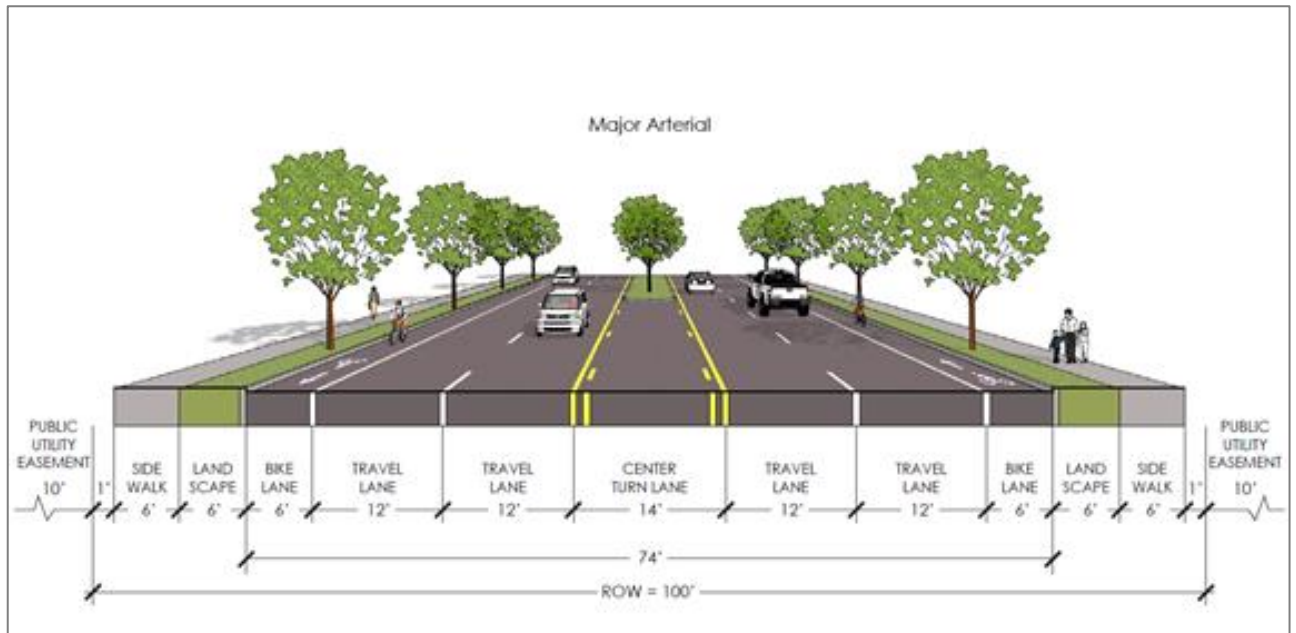 Major Arterial
PUBLIC
UTILITY
EASEMENT
10'
1'
SIDE
WALK
6'
LAND
SCAPE
6'
BIKE
LANE
6'
TRAVEL
LANE
12'
TRAVEL
LANE
12'
CENTER
TURN LANE
14'
TRAVEL
LANE
12'
TRAVEL
LANE
12'
BIKE
LANE
6'
LAND
SCAPE
6'
SIDE
WALK
6'
1'
PUBLIC
UTILITY
EASEMENT
10'
74'
ROW = 100'